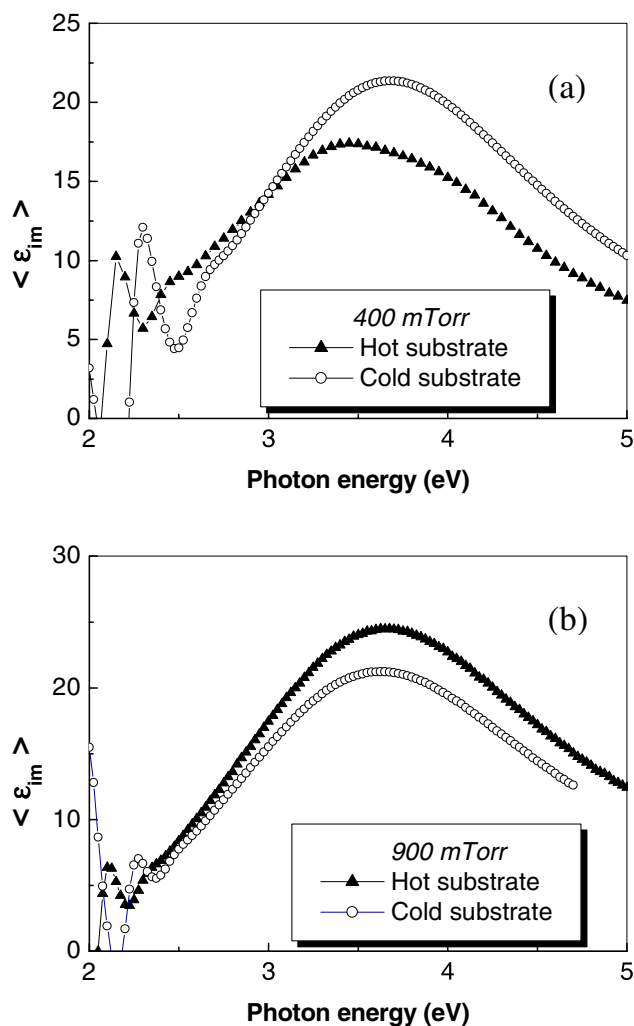 25
20
15
10
5
0
< ε_im >
(a)
400 mTorr
Hot substrate
Cold substrate
2 3 4 5
Photon energy (eV)
30
20
10
0
< ε_im >
(b)
900 mTorr
Hot substrate
Cold substrate
2 3 4 5
Photon energy (eV)